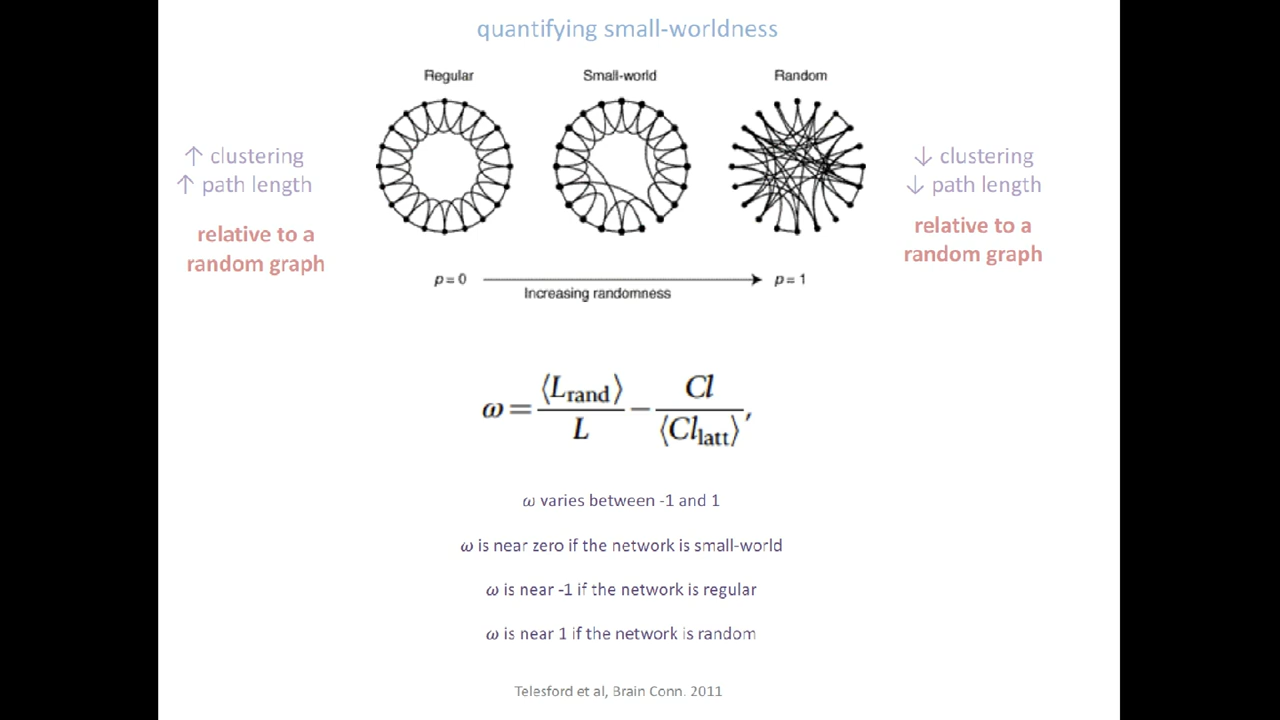 quantifying small-worldness
Regular
Small-world
Random
↑ clustering
↑ path length
relative to a
random graph
↓ clustering
↓ path length
relative to a
random graph
p = 0
p = 1
Increasing randomness
ω = ⟨L_rand⟩ / L − Cl / ⟨Cl_latt⟩,
ω varies between -1 and 1
ω is near zero if the network is small-world
ω is near -1 if the network is regular
ω is near 1 if the network is random
Telesford et al, Brain Conn. 2011